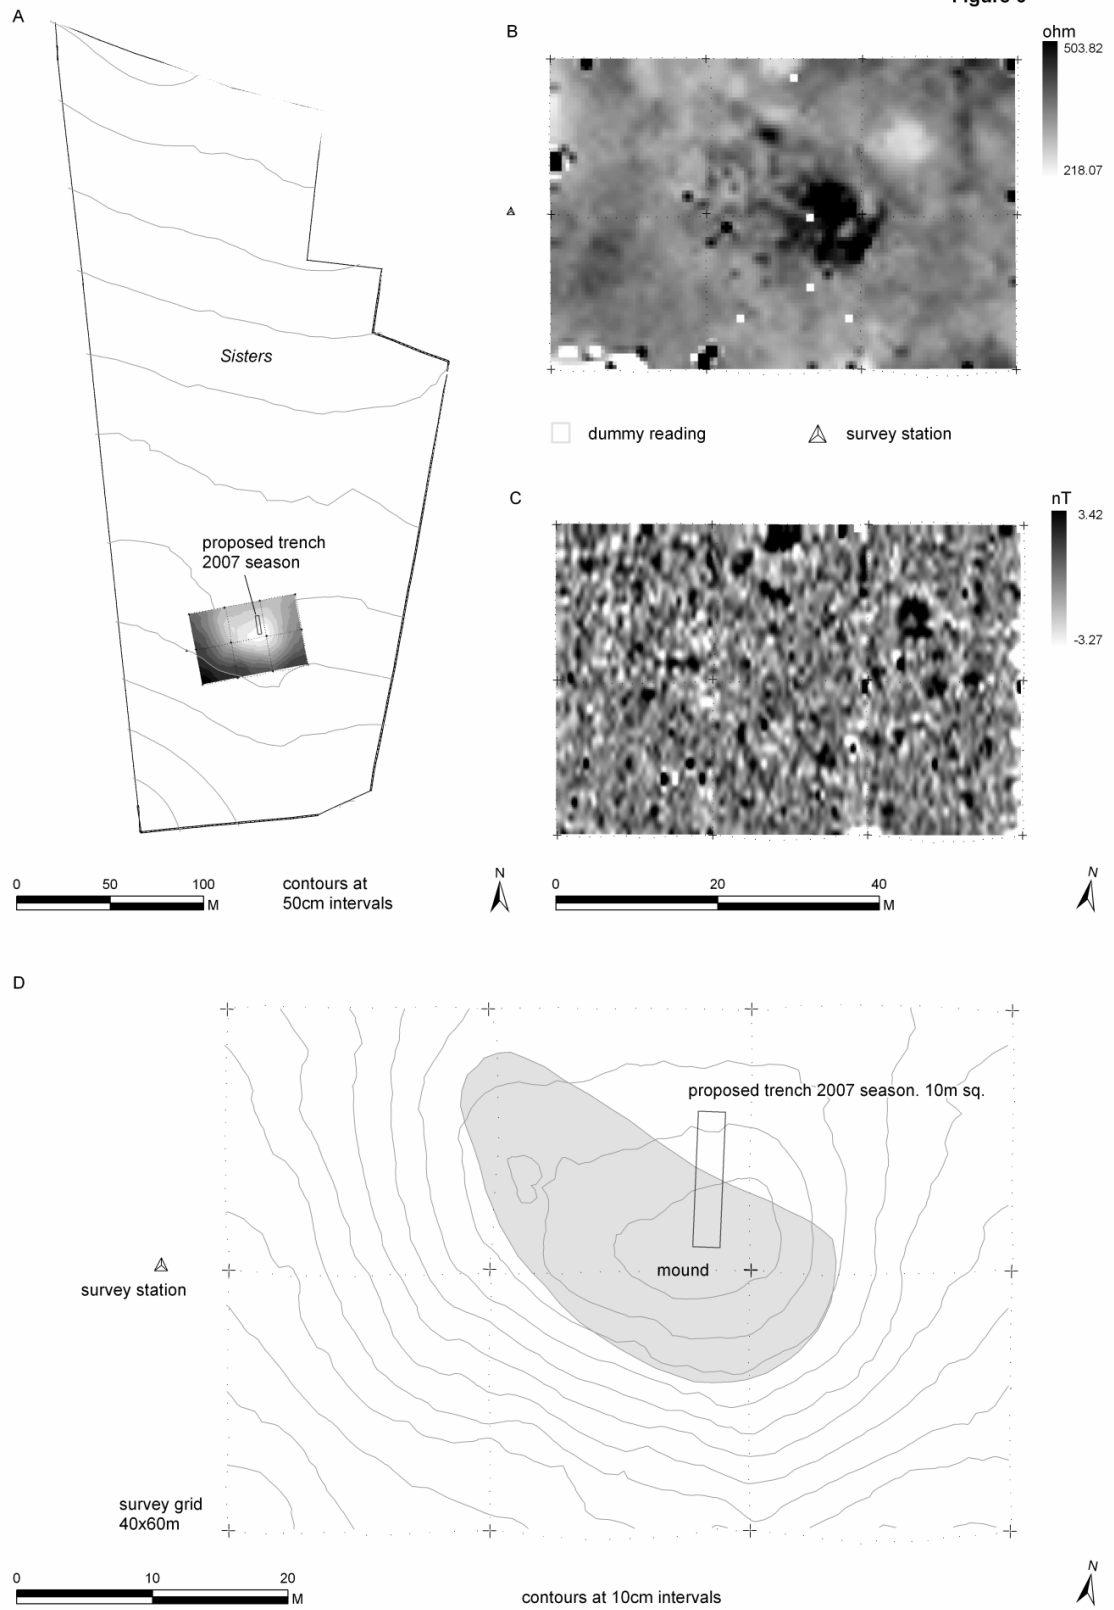 A
Sisters
proposed trench
2007 season
0 50 100
M
contours at
50cm intervals
N
B
ohm
503.82
218.07
dummy reading
survey station
C
nT
3.42
-3.27
0 20 40
M
N
D
proposed trench 2007 season. 10m sq.
mound
survey station
survey grid
40x60m
0 10 20
M
contours at 10cm intervals
N